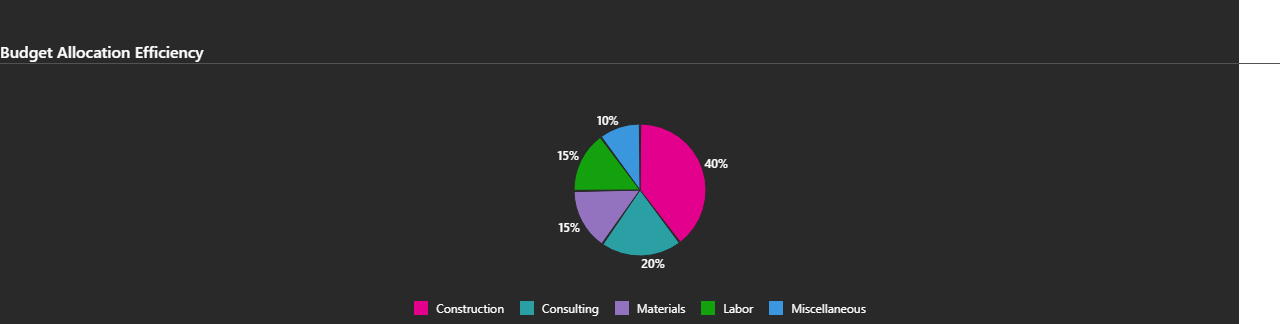 Budget Allocation Efficiency
10%
15%
40%
15%
20%
Construction Consulting Materials Labor Miscellaneous